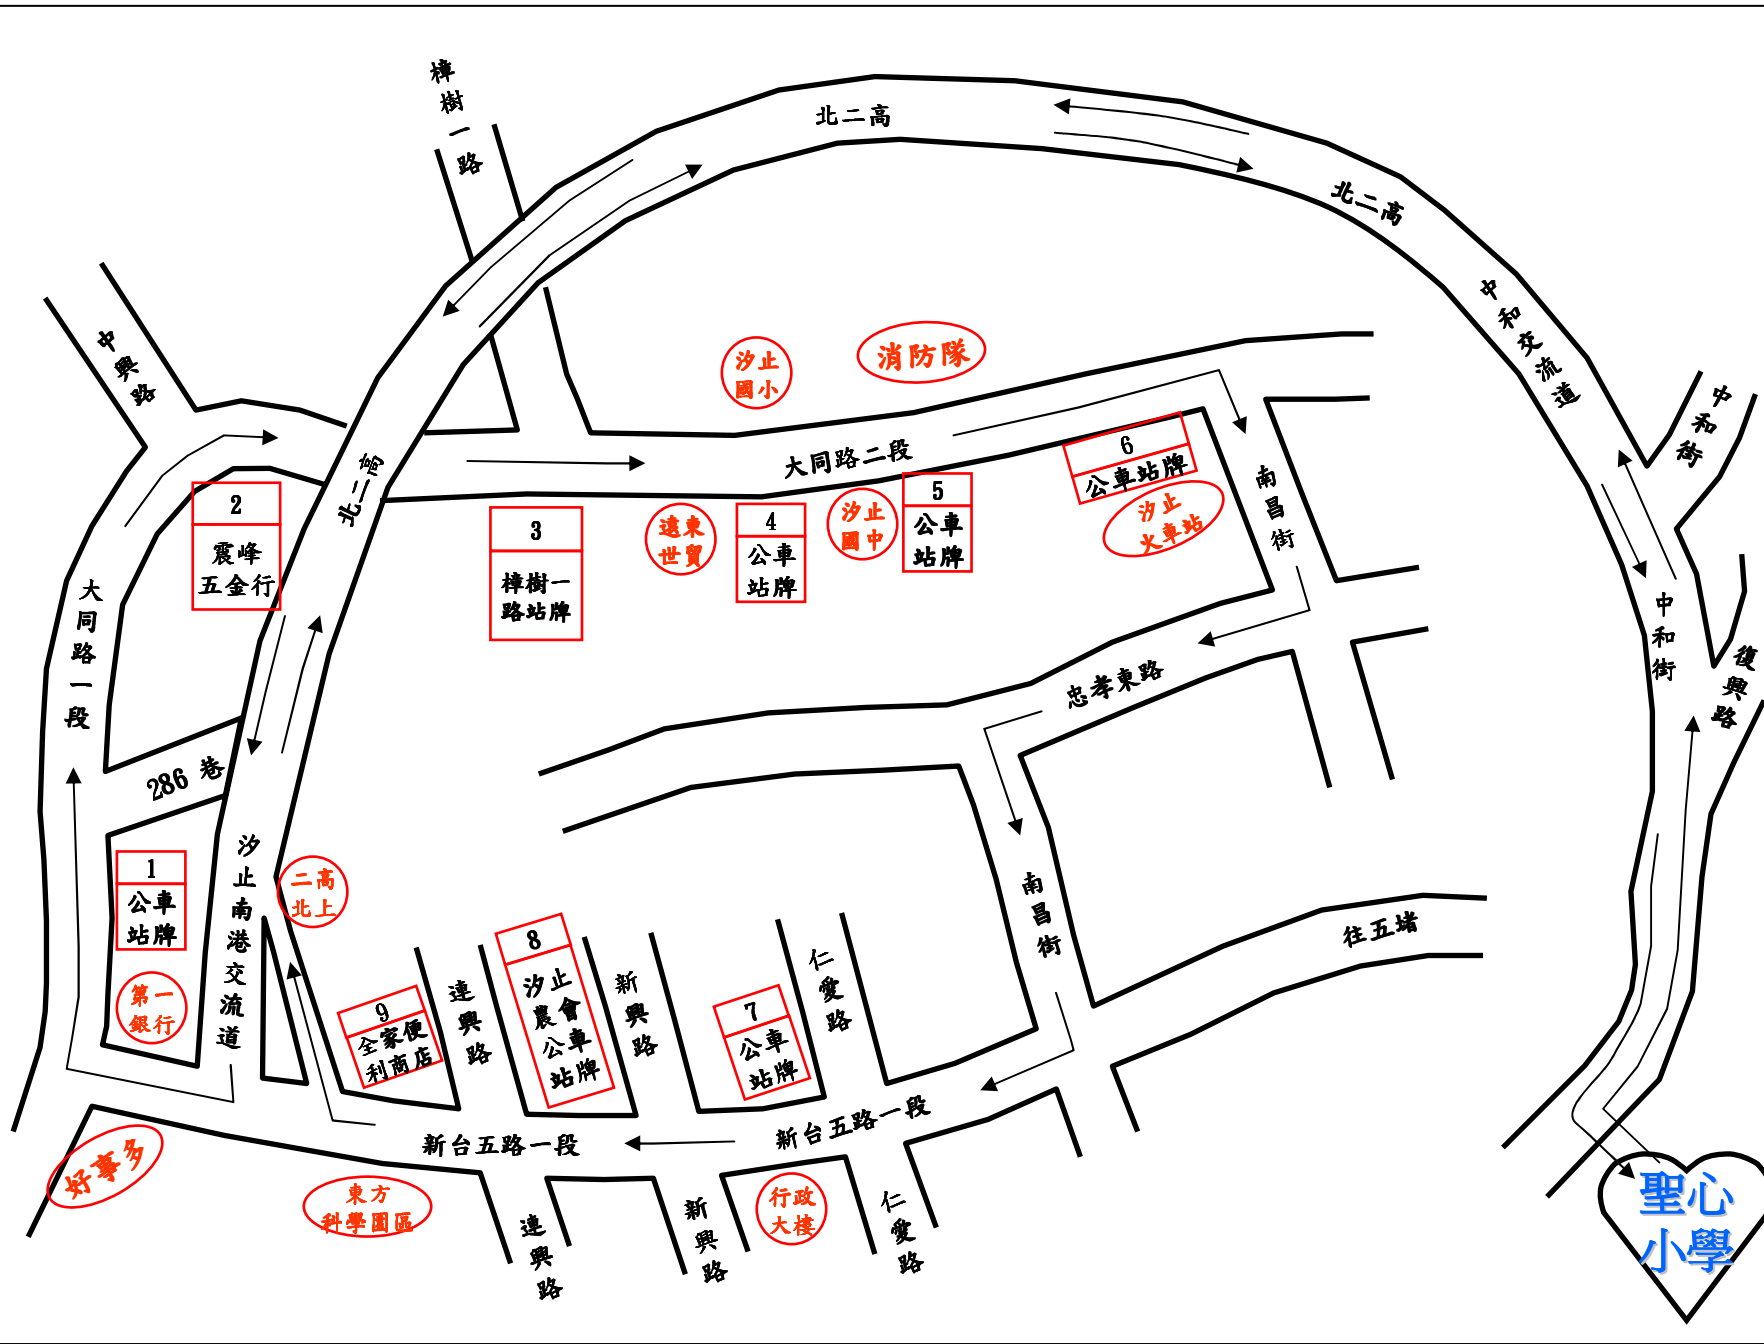 樟樹一路
北二高
北二高
中興路
中和交流道
汐止
國小
消防隊
中和街
北二高
大同路二段
6
公車站牌
汐止
火車站
南昌街
2
震峰
五金行
3
樟樹一
路站牌
遠東
世貿
4
公車
站牌
汐止
國中
5
公車
站牌
大同路一段
中和街
復興路
忠孝東路
286 巷
汐止南港交流道
1
公車
站牌
二高
北上
第一
銀行
南昌街
往五堵
9
全家便
利商店
連興路
8
汐止
農會
公車
站牌
新興路
7
公車
站牌
仁愛路
新台五路一段
新台五路一段
好事多
東方
科學園區
連興路
新興路
行政
大樓
仁愛路
聖心
小學